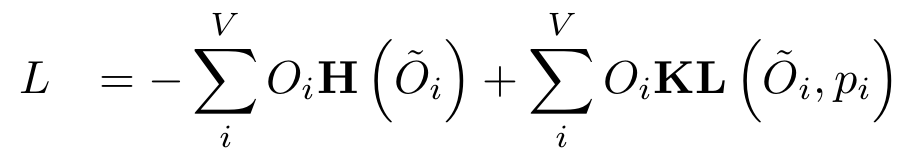 L = - \sum_{i}^{V} O_i \mathbf{H} \left( \tilde{O}_i \right) + \sum_{i}^{V} O_i \mathbf{KL} \left( \tilde{O}_i, p_i \right)